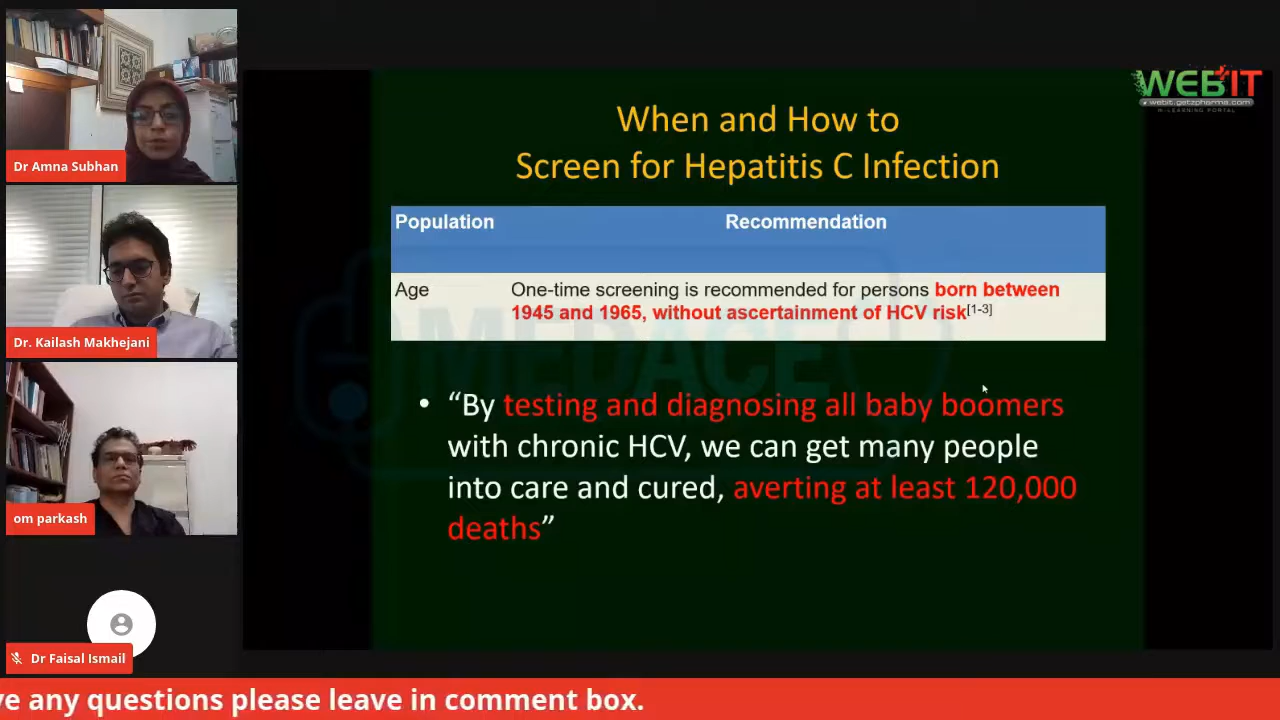 Dr Amna Subhan
Dr. Kailash Makhejani
om parkash
Dr Faisal Ismail
WEBIT
webit.getzpharma.com
E-LEARNING PORTAL
When and How to
Screen for Hepatitis C Infection
Population Recommendation
Age One-time screening is recommended for persons born between
1945 and 1965, without ascertainment of HCV risk[1-3]
MEDACE
• “By testing and diagnosing all baby boomers
with chronic HCV, we can get many people
into care and cured, averting at least 120,000
deaths”
ve any questions please leave in comment box.